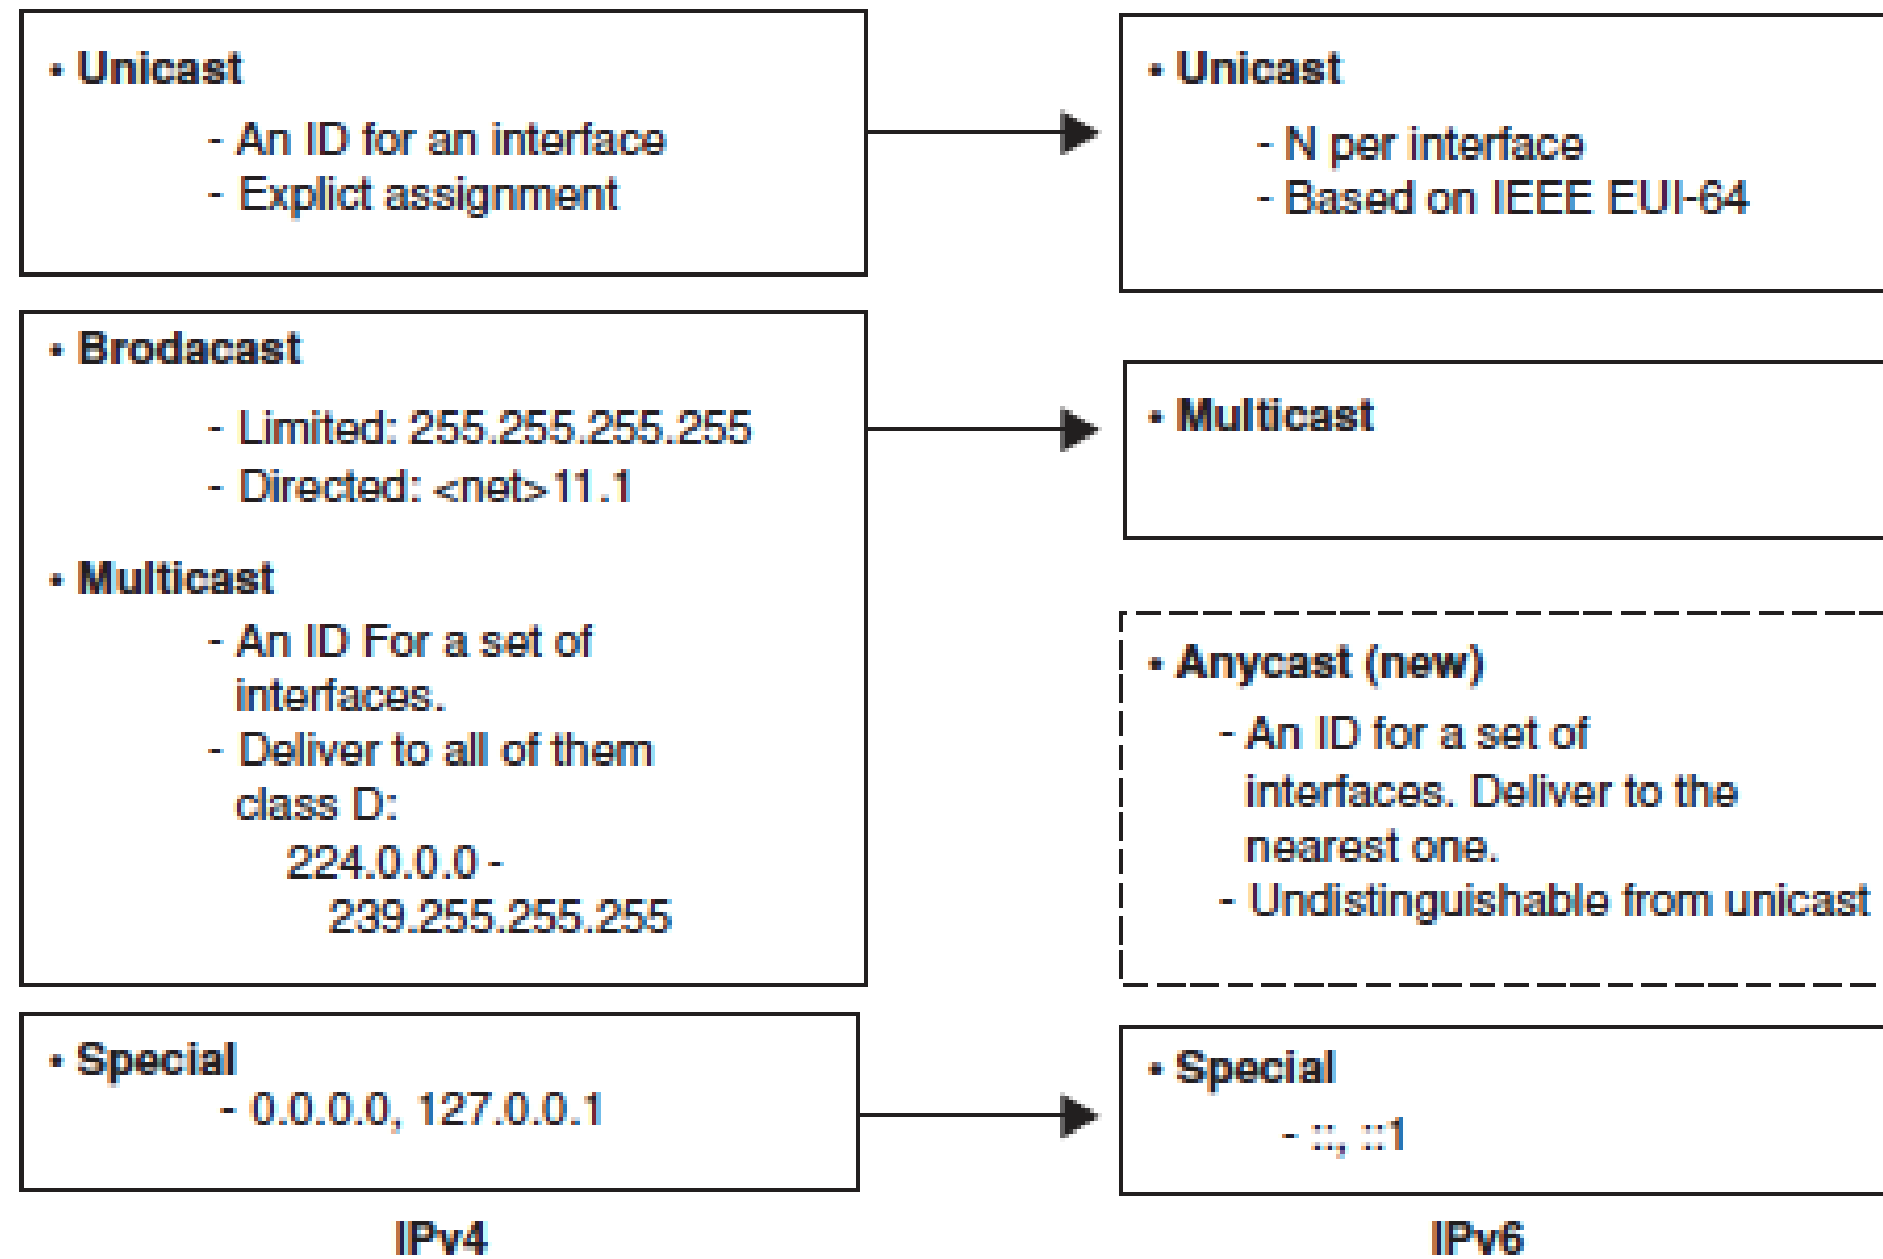 • Unicast
- An ID for an interface
- Explict assignment
• Brodacast
- Limited: 255.255.255.255
- Directed: <net>11.1
• Multicast
- An ID For a set of
interfaces.
- Deliver to all of them
class D:
224.0.0.0 -
239.255.255.255
• Special
- 0.0.0.0, 127.0.0.1
IPv4
• Unicast
- N per interface
- Based on IEEE EUI-64
• Multicast
• Anycast (new)
- An ID for a set of
interfaces. Deliver to the
nearest one.
- Undistinguishable from unicast
• Special
- ::, ::1
IPv6